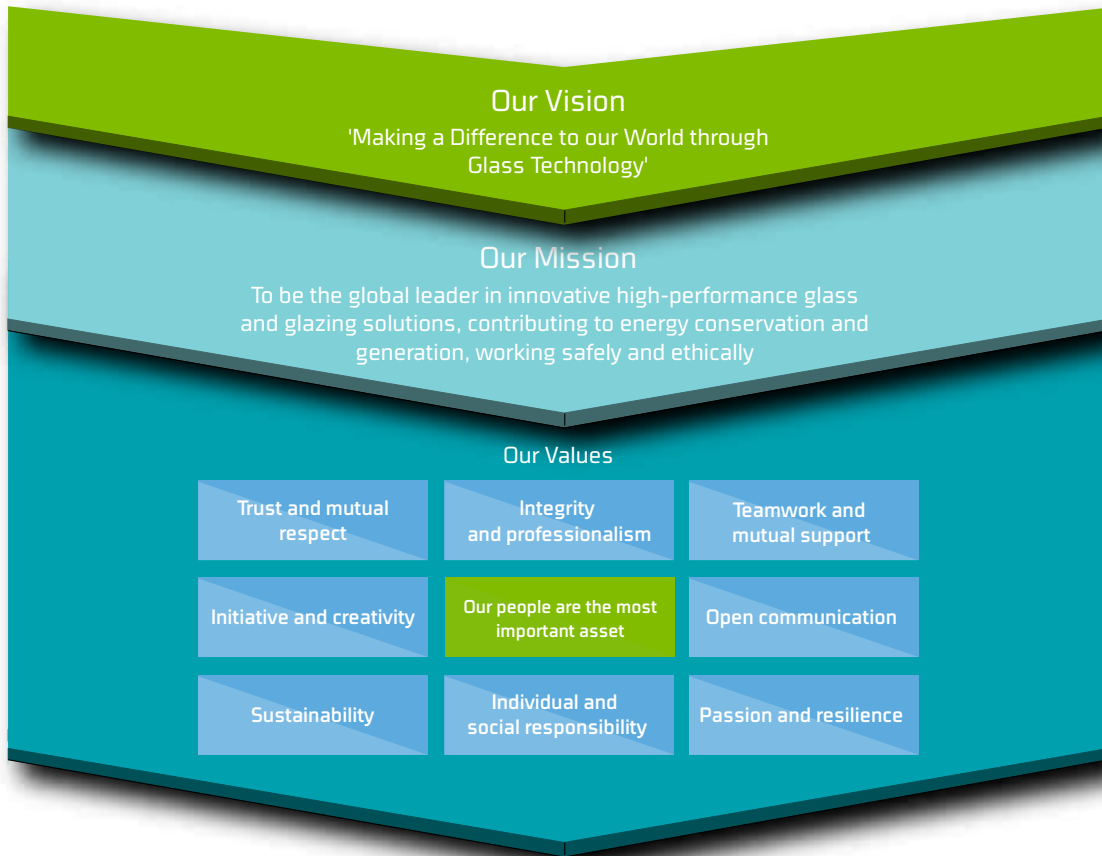 Our Vision
'Making a Difference to our World through
Glass Technology'
Our Mission
To be the global leader in innovative high-performance glass
and glazing solutions, contributing to energy conservation and
generation, working safely and ethically
Our Values
Trust and mutual
respect
Integrity
and professionalism
Teamwork and
mutual support
Initiative and creativity
Our people are the most
important asset
Open communication
Sustainability
Individual and
social responsibility
Passion and resilience